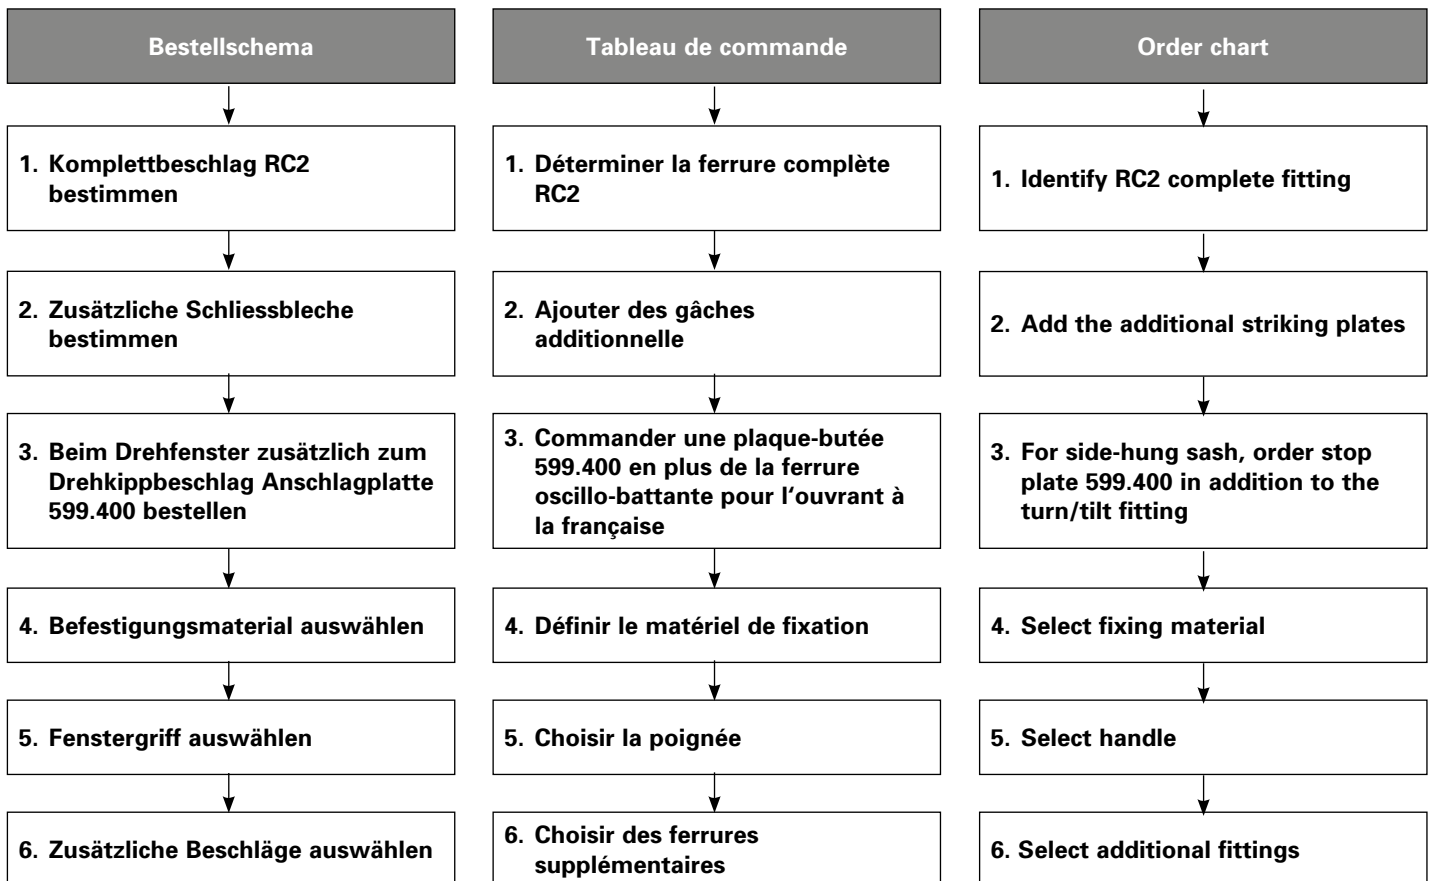 Bestellschema
1. Komplettbeschlag RC2
bestimmen
2. Zusätzliche Schliessbleche
bestimmen
3. Beim Drehfenster zusätzlich zum
Drehkippbeschlag Anschlagplatte
599.400 bestellen
4. Befestigungsmaterial auswählen
5. Fenstergriff auswählen
6. Zusätzliche Beschläge auswählen
Tableau de commande
1. Déterminer la ferrure complète
RC2
2. Ajouter des gâches
additionnelle
3. Commander une plaque-butée
599.400 en plus de la ferrure
oscillo-battante pour l‘ouvrant à
la française
4. Définir le matériel de fixation
5. Choisir la poignée
6. Choisir des ferrures
supplémentaires
Order chart
1. Identify RC2 complete fitting
2. Add the additional striking plates
3. For side-hung sash, order stop
plate 599.400 in addition to the
turn/tilt fitting
4. Select fixing material
5. Select handle
6. Select additional fittings